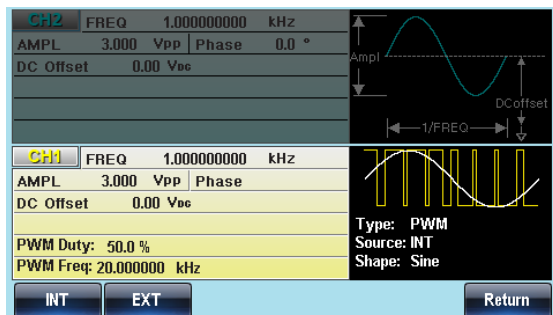 CH2 FREQ 1.000000000 kHz
AMPL 3.000 Vpp Phase 0.0 °
DC Offset 0.00 VDC
Ampl
DCoffset
1/FREQ
CH1 FREQ 1.000000000 kHz
AMPL 3.000 Vpp Phase
DC Offset 0.00 VDC
PWM Duty: 50.0 %
PWM Freq: 20.000000 kHz
Type: PWM
Source: INT
Shape: Sine
INT EXT Return